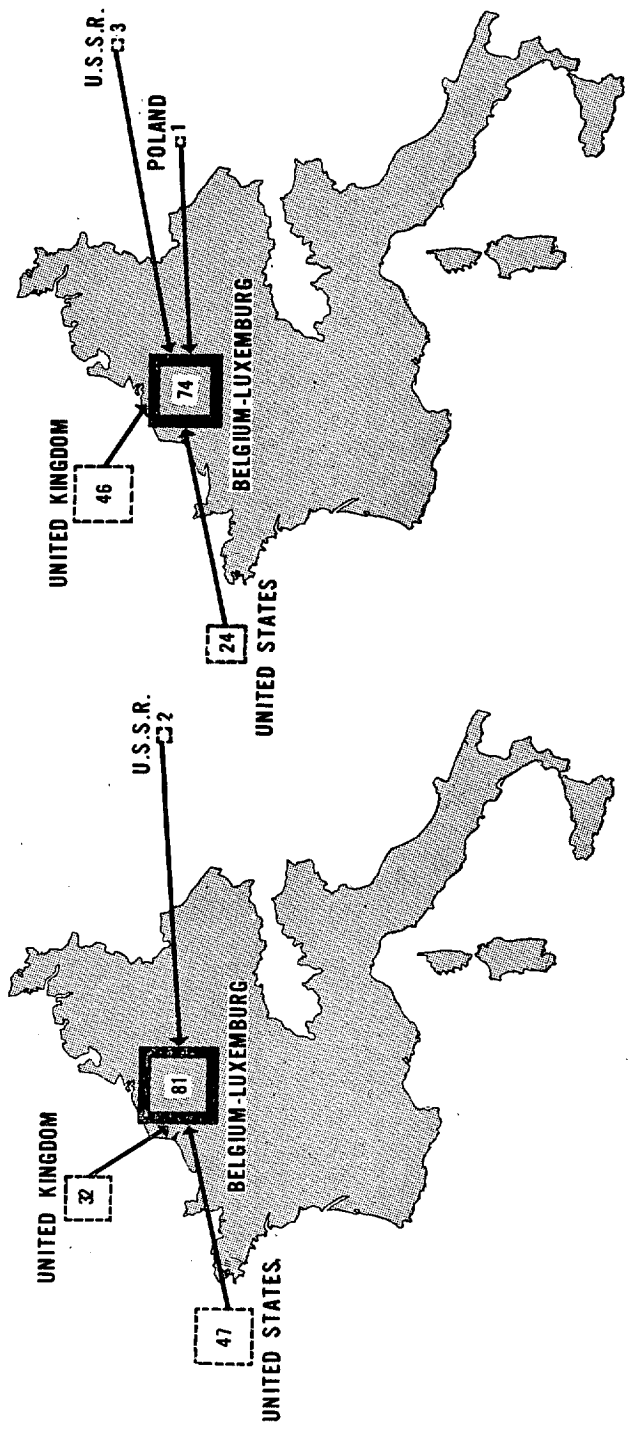 UNITED KINGDOM
32
U.S.S.R.
2
81
BELGIUM-LUXEMBURG
47
UNITED STATES.
UNITED KINGDOM
46
U.S.S.R.
3
POLAND
1
74
BELGIUM-LUXEMBURG
24
UNITED STATES